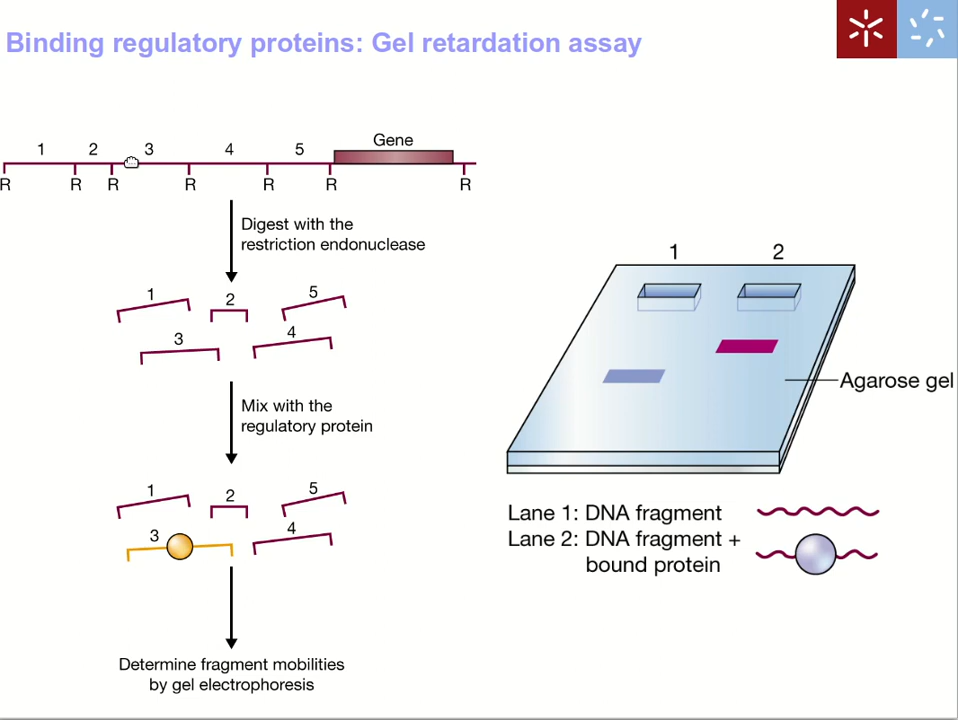 Binding regulatory proteins: Gel retardation assay
1 2 3 4 5 Gene
R R R R R R R
Digest with the
restriction endonuclease
1 2 5
3 4
Mix with the
regulatory protein
1 2 5
3 4
Determine fragment mobilities
by gel electrophoresis
1 2
Agarose gel
Lane 1: DNA fragment
Lane 2: DNA fragment +
bound protein